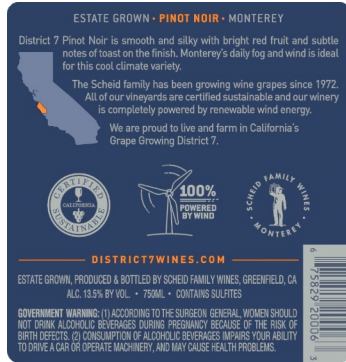 ESTATE GROWN • PINOT NOIR • MONTEREY
District 7 Pinot Noir is smooth and silky with bright red fruit and subtle
notes of toast on the finish. Monterey's daily fog and wind is ideal
for this cool climate variety.
The Scheid family has been growing wine grapes since 1972.
All of our vineyards are certified sustainable and our winery
is completely powered by renewable wind energy.
We are proud to live and farm in California's
Grape Growing District 7.
CERTIFIED
CALIFORNIA
SUSTAINABLE
100%
POWERED
BY WIND
SCHEID FAMILY WINES
• MONTEREY •
DISTRICT7WINES.COM
ESTATE GROWN, PRODUCED & BOTTLED BY SCHEID FAMILY WINES, GREENFIELD, CA
ALC. 13.5% BY VOL. • 750ML • CONTAINS SULFITES
GOVERNMENT WARNING: (1) ACCORDING TO THE SURGEON GENERAL, WOMEN SHOULD
NOT DRINK ALCOHOLIC BEVERAGES DURING PREGNANCY BECAUSE OF THE RISK OF
BIRTH DEFECTS. (2) CONSUMPTION OF ALCOHOLIC BEVERAGES IMPAIRS YOUR ABILITY
TO DRIVE A CAR OR OPERATE MACHINERY, AND MAY CAUSE HEALTH PROBLEMS.
6 75829 20006 3